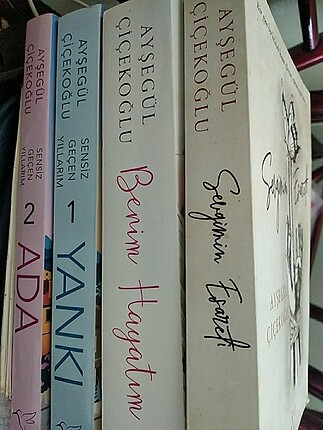 AYŞEGÜL
ÇİÇEKOĞLU
SENSİZ
GEÇEN
YILLARIM
2
ADA
AYŞEGÜL
ÇİÇEKOĞLU
SENSİZ
GEÇEN
YILLARIM
1
YANKI
AYŞEGÜL
ÇİÇEKOĞLU
Benim Hayatım
AYŞEGÜL
ÇİÇEKOĞLU
Sevgimin Esareti